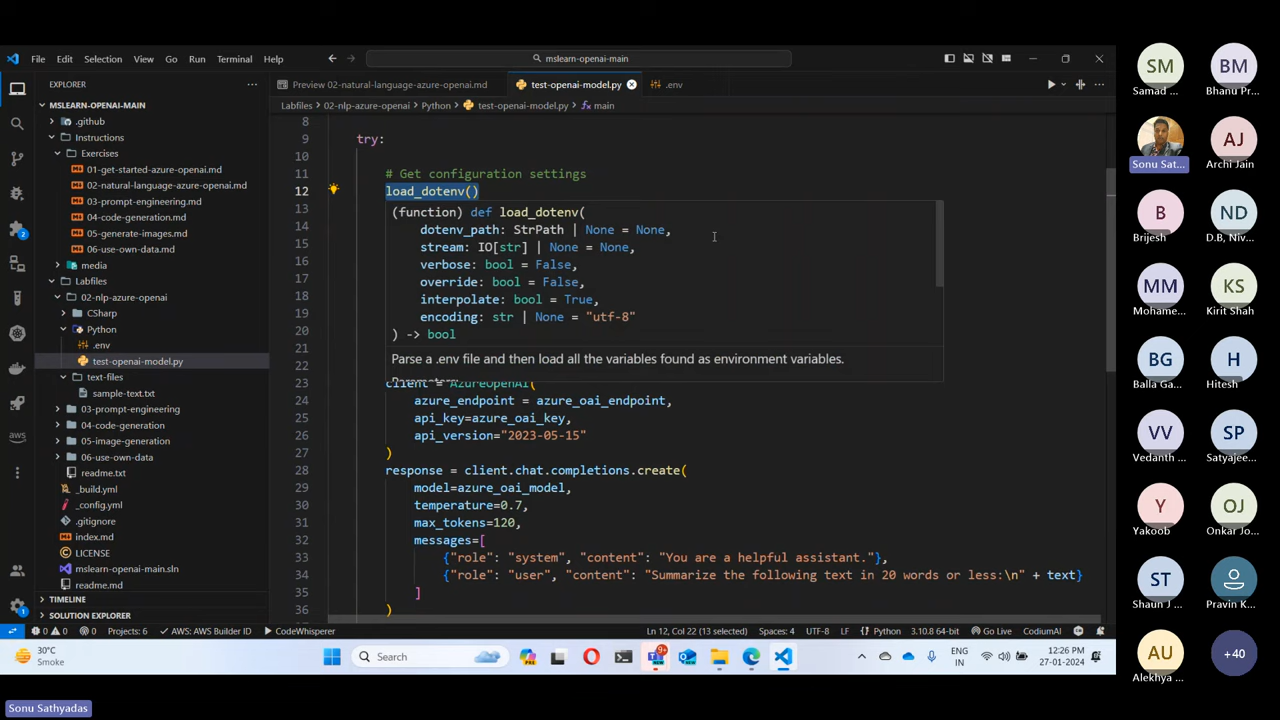 File
Edit
Selection
View
Go
Run
Terminal
Help
mslearn-openai-main
EXPLORER
MSLEARN-OPENAI-MAIN
.github
Instructions
Exercises
01-get-started-azure-openai.md
02-natural-language-azure-openai.md
03-prompt-engineering.md
04-code-generation.md
05-generate-images.md
06-use-own-data.md
media
Labfiles
02-nlp-azure-openai
CSharp
Python
.env
test-openai-model.py
text-files
sample-text.txt
03-prompt-engineering
04-code-generation
05-image-generation
06-use-own-data
readme.txt
_build.yml
_config.yml
.gitignore
index.md
LICENSE
mslearn-openai-main.sln
readme.md
TIMELINE
SOLUTION EXPLORER
Preview 02-natural-language-azure-openai.md
test-openai-model.py
.env
Labfiles > 02-nlp-azure-openai > Python > test-openai-model.py > main
8
9 try:
10
11 # Get configuration settings
12 load_dotenv()
13 (function) def load_dotenv(
14 dotenv_path: StrPath | None = None,
15 stream: IO[str] | None = None,
16 verbose: bool = False,
17 override: bool = False,
18 interpolate: bool = True,
19 encoding: str | None = "utf-8"
20 ) -> bool
21
22 Parse a .env file and then load all the variables found as environment variables.
23 client = AzureOpenAI(
24 azure_endpoint = azure_oai_endpoint,
25 api_key=azure_oai_key,
26 api_version="2023-05-15"
27 )
28 response = client.chat.completions.create(
29 model=azure_oai_model,
30 temperature=0.7,
31 max_tokens=120,
32 messages=[
33 {"role": "system", "content": "You are a helpful assistant."},
34 {"role": "user", "content": "Summarize the following text in 20 words or less:\n" + text}
35 ]
36 )
0 0 0 Projects: 6 AWS: AWS Builder ID CodeWhisperer
Ln 12, Col 22 (13 selected) Spaces: 4 UTF-8 LF Python 3.10.8 64-bit Go Live CodiumAI
30°C
Smoke
Search
9+
ENG
IN
12:26 PM
27-01-2024
Sonu Sathyadas
SM
Samad ...
BM
Bhanu Pr...
Sonu Sat...
AJ
Archi Jain
B
Brijesh
ND
D.B, Niv...
MM
Mohame...
KS
Kirit Shah
BG
Balla Ga...
H
Hitesh
VV
Vedanth ...
SP
Satyajee...
Y
Yakoob
OJ
Onkar Jo...
ST
Shaun J ...
Pravin K...
AU
Alekhya ...
+40